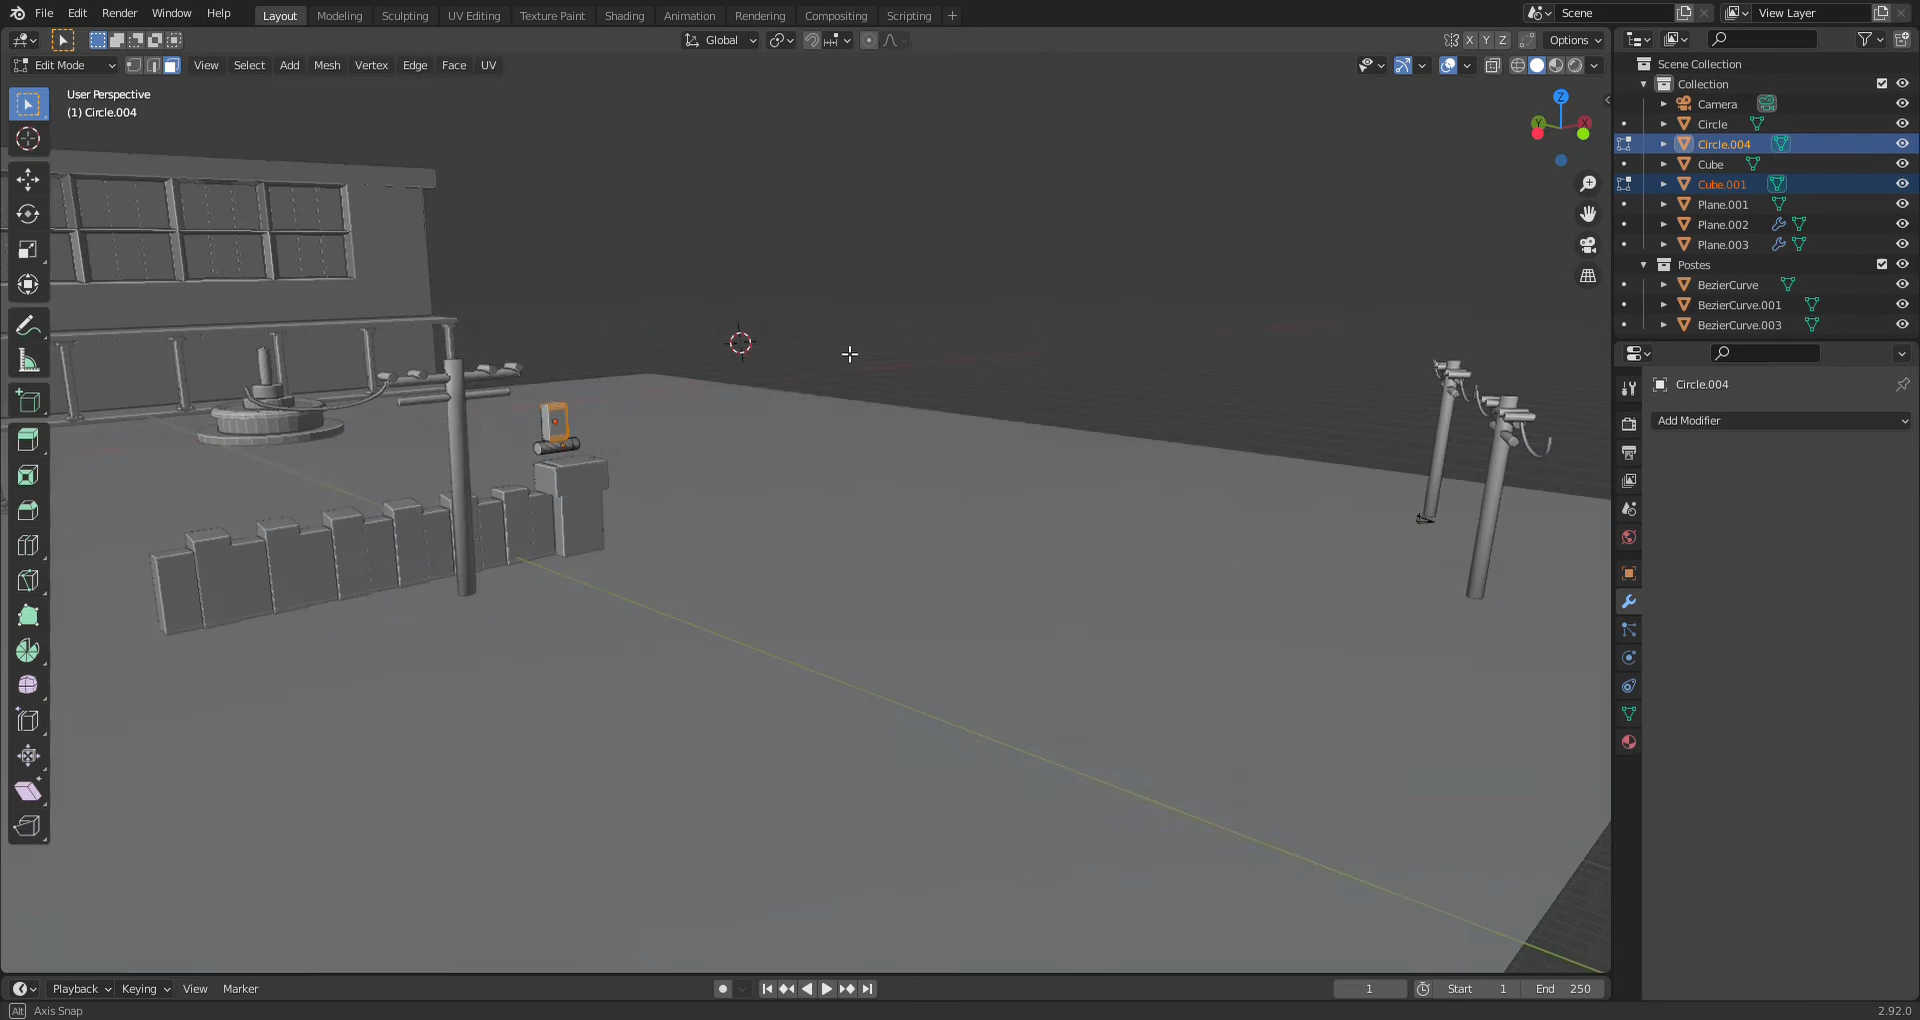 File Edit Render Window Help Layout Modeling Sculpting UV Editing Texture Paint Shading Animation Rendering Compositing Scripting + Scene View Layer
Global X Y Z Options
Edit Mode View Select Add Mesh Vertex Edge Face UV
User Perspective
(1) Circle.004
Z
Y X
Scene Collection
Collection
Camera
Circle
Circle.004
Cube
Cube.001
Plane.001
Plane.002
Plane.003
Postes
BezierCurve
BezierCurve.001
BezierCurve.003
Circle.004
Add Modifier
Playback Keying View Marker 1 Start 1 End 250
Alt Axis Snap 2.92.0